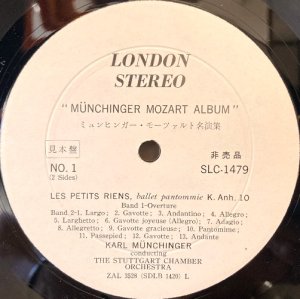 LONDON
STEREO
"MÜNCHINGER MOZART ALBUM"
ミュンヒンガー・モーツァルト名演集
見本盤
非売品
NO. 1
(2 Sides)
SLC-1479
LES PETITS RIENS, ballet pantommie K. Anh. 10
Band 1-Overture
Band 2-1. Largo; 2. Gavotte; 3. Andantino; 4. Allegro;
5. Larghetto; 6. Gavotte joyeuse (Allegro); 7. Adagio;
8. Allegretto; 9. Gavotte gracieuse; 10. Pantomime;
11. Passepied; 12. Gavotte; 13. Andante
KARL MÜNCHINGER
conducting
THE STUTTGART CHAMBER
ORCHESTRA
ZAL 3528 (SDLB 1420) L